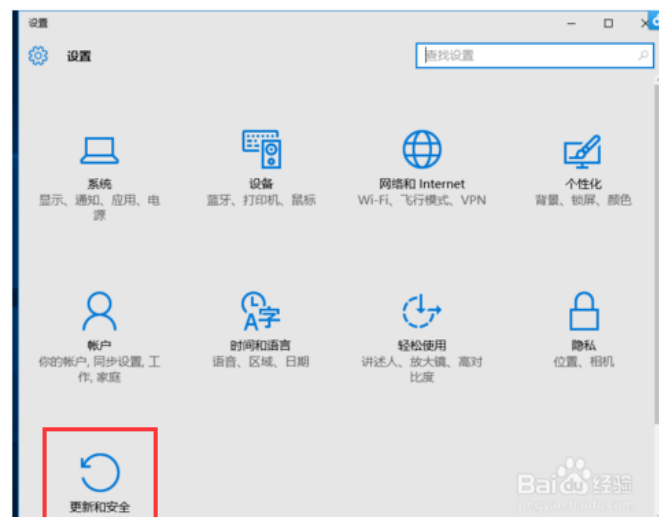 设置
设置
查找设置
系统
显示、通知、应用、电
源
设备
蓝牙、打印机、鼠标
网络和 Internet
Wi-Fi、飞行模式、VPN
个性化
背景、锁屏、颜色
帐户
你的帐户, 同步设置, 工
作, 家庭
时间和语言
语音、区域、日期
轻松使用
讲述人、放大镜、高对
比度
隐私
位置、相机
更新和安全
Baidu 经验
jingyan.baidu.com